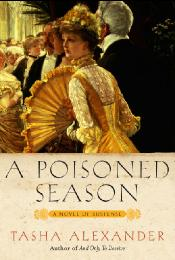 A POISONED
SEASON
A NOVEL OF SUSPENSE
TASHA ALEXANDER
Author of And Only To Deceive